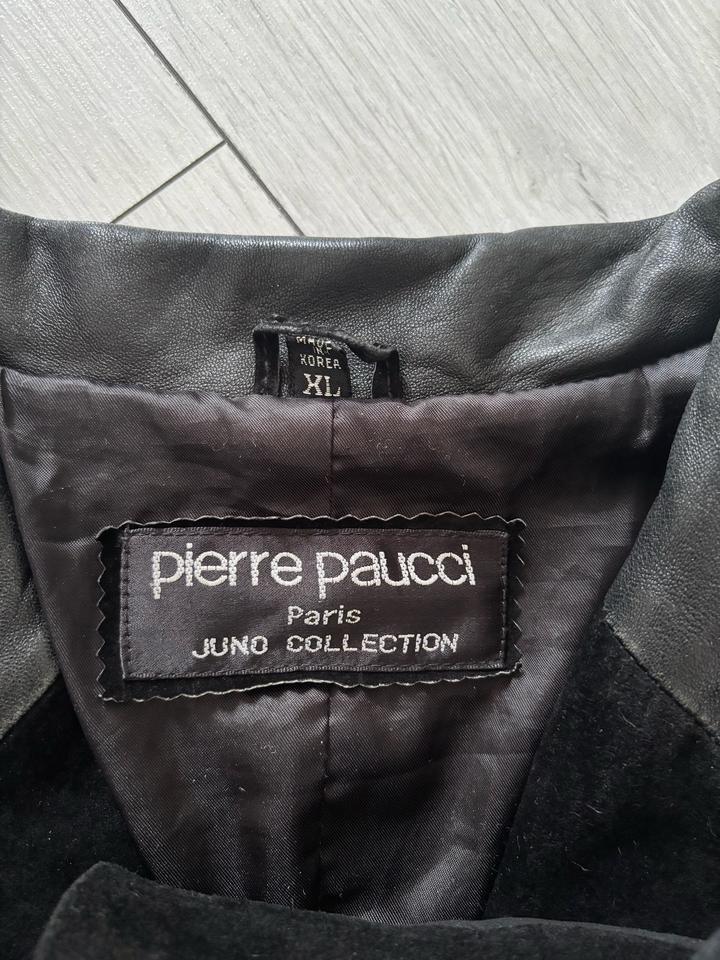 MADE
IN
KOREA
XL
pierre paucci
Paris
JUNO COLLECTION